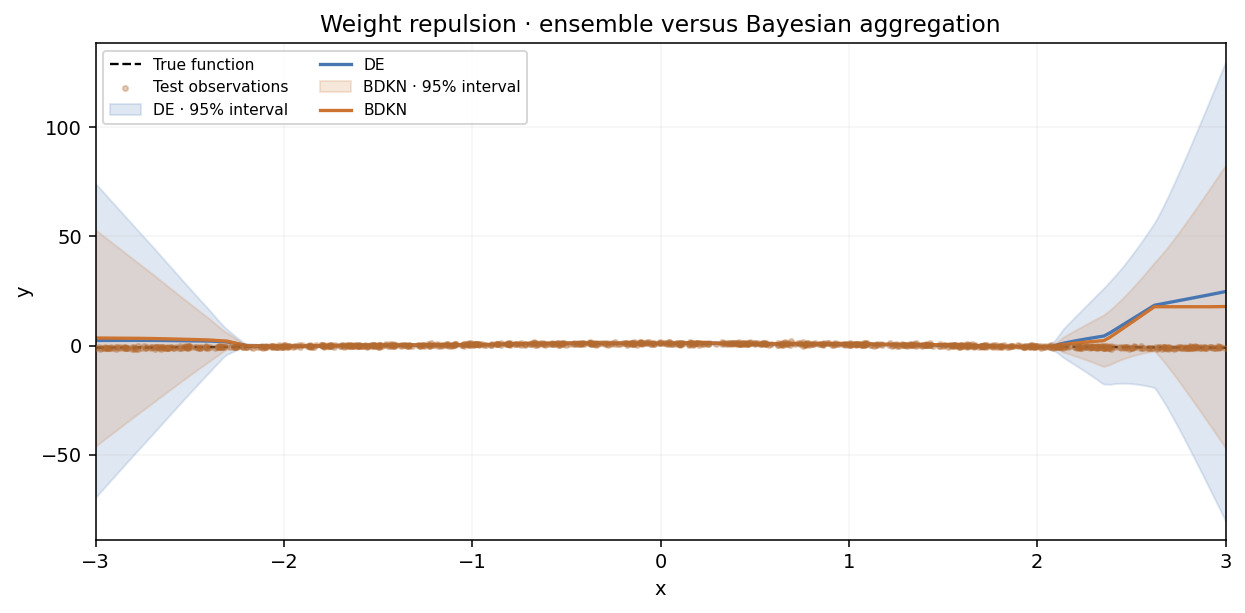 Weight repulsion · ensemble versus Bayesian aggregation
True function
Test observations
DE · 95% interval
DE
BDKN · 95% interval
BDKN
y
100
50
0
−50
−3
−2
−1
0
1
2
3
x